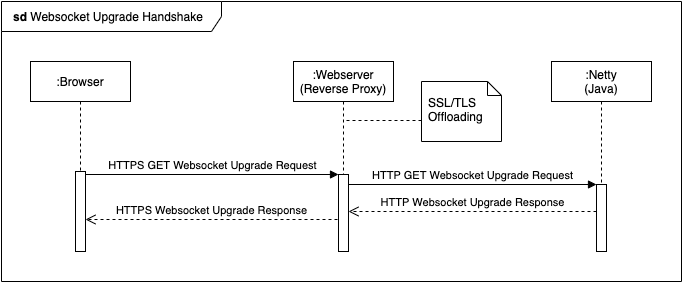 sd Websocket Upgrade Handshake
:Browser
:Webserver
(Reverse Proxy)
:Netty
(Java)
SSL/TLS
Offloading
HTTPS GET Websocket Upgrade Request
HTTP GET Websocket Upgrade Request
HTTP Websocket Upgrade Response
HTTPS Websocket Upgrade Response